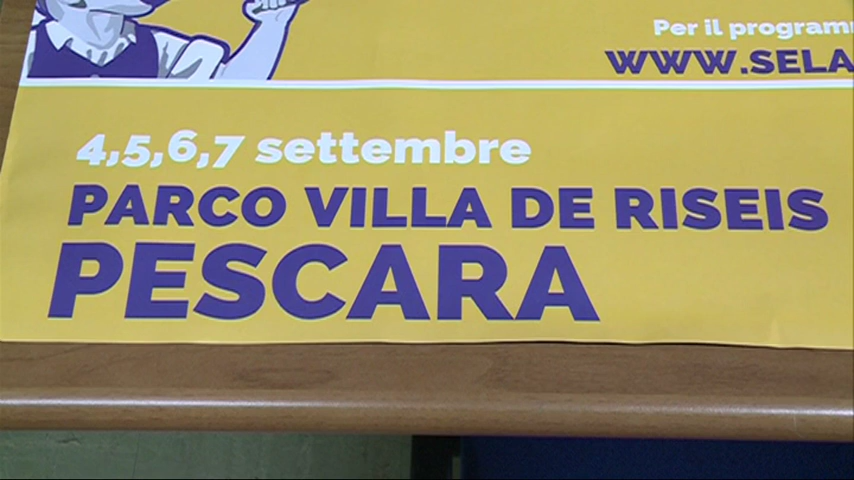 Per il programm
WWW.SELA
4,5,6,7 settembre
PARCO VILLA DE RISEIS
PESCARA